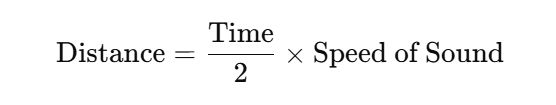 Distance = Time / 2 × Speed of Sound